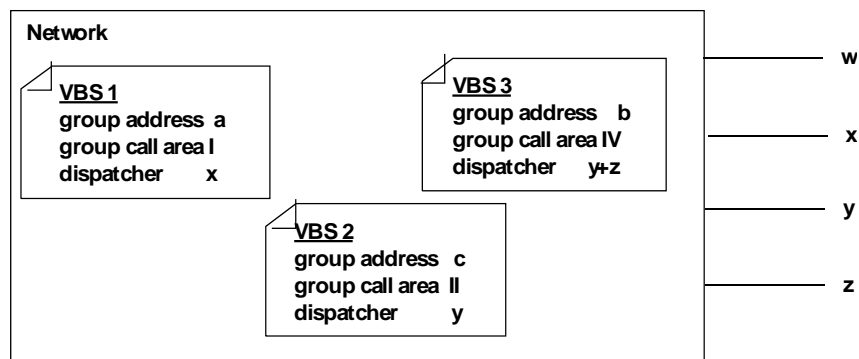 Network
VBS 1
group address a
group call area I
dispatcher x
VBS 3
group address b
group call area IV
dispatcher y+z
VBS 2
group address c
group call area II
dispatcher y
w
x
y
z